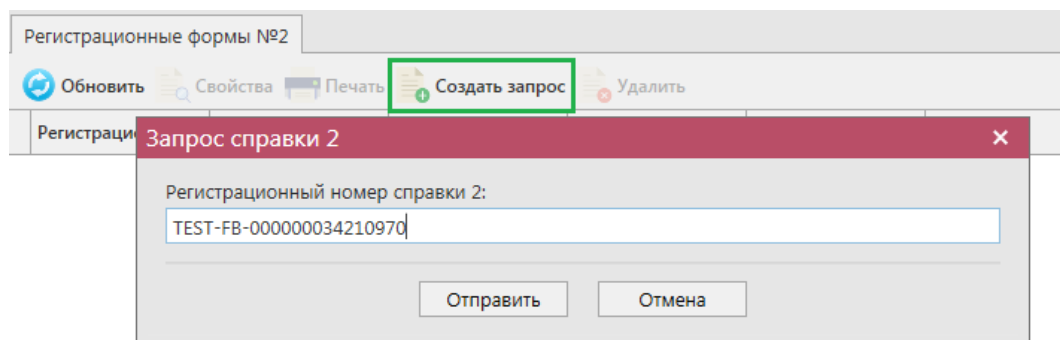 Регистрационные формы №2
Обновить Свойства Печать Создать запрос Удалить
Регистраци
Запрос справки 2
Регистрационный номер справки 2:
TEST-FB-000000034210970
Отправить Отмена